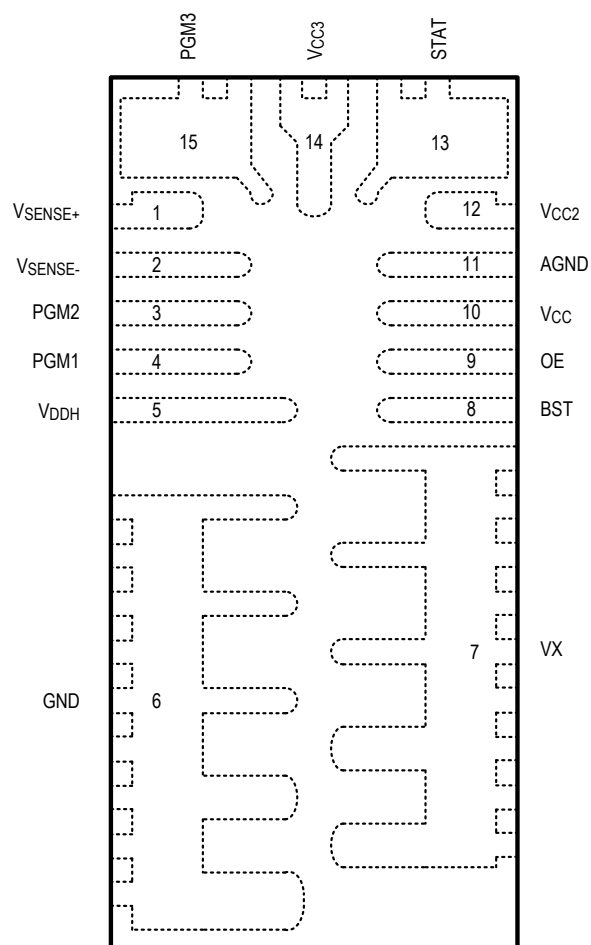 PGM3 VCC3 STAT
15 14 13
VSENSE+ 1 12 VCC2
VSENSE- 2 11 AGND
PGM2 3 10 VCC
PGM1 4 9 OE
VDDH 5 8 BST
7 VX
GND 6